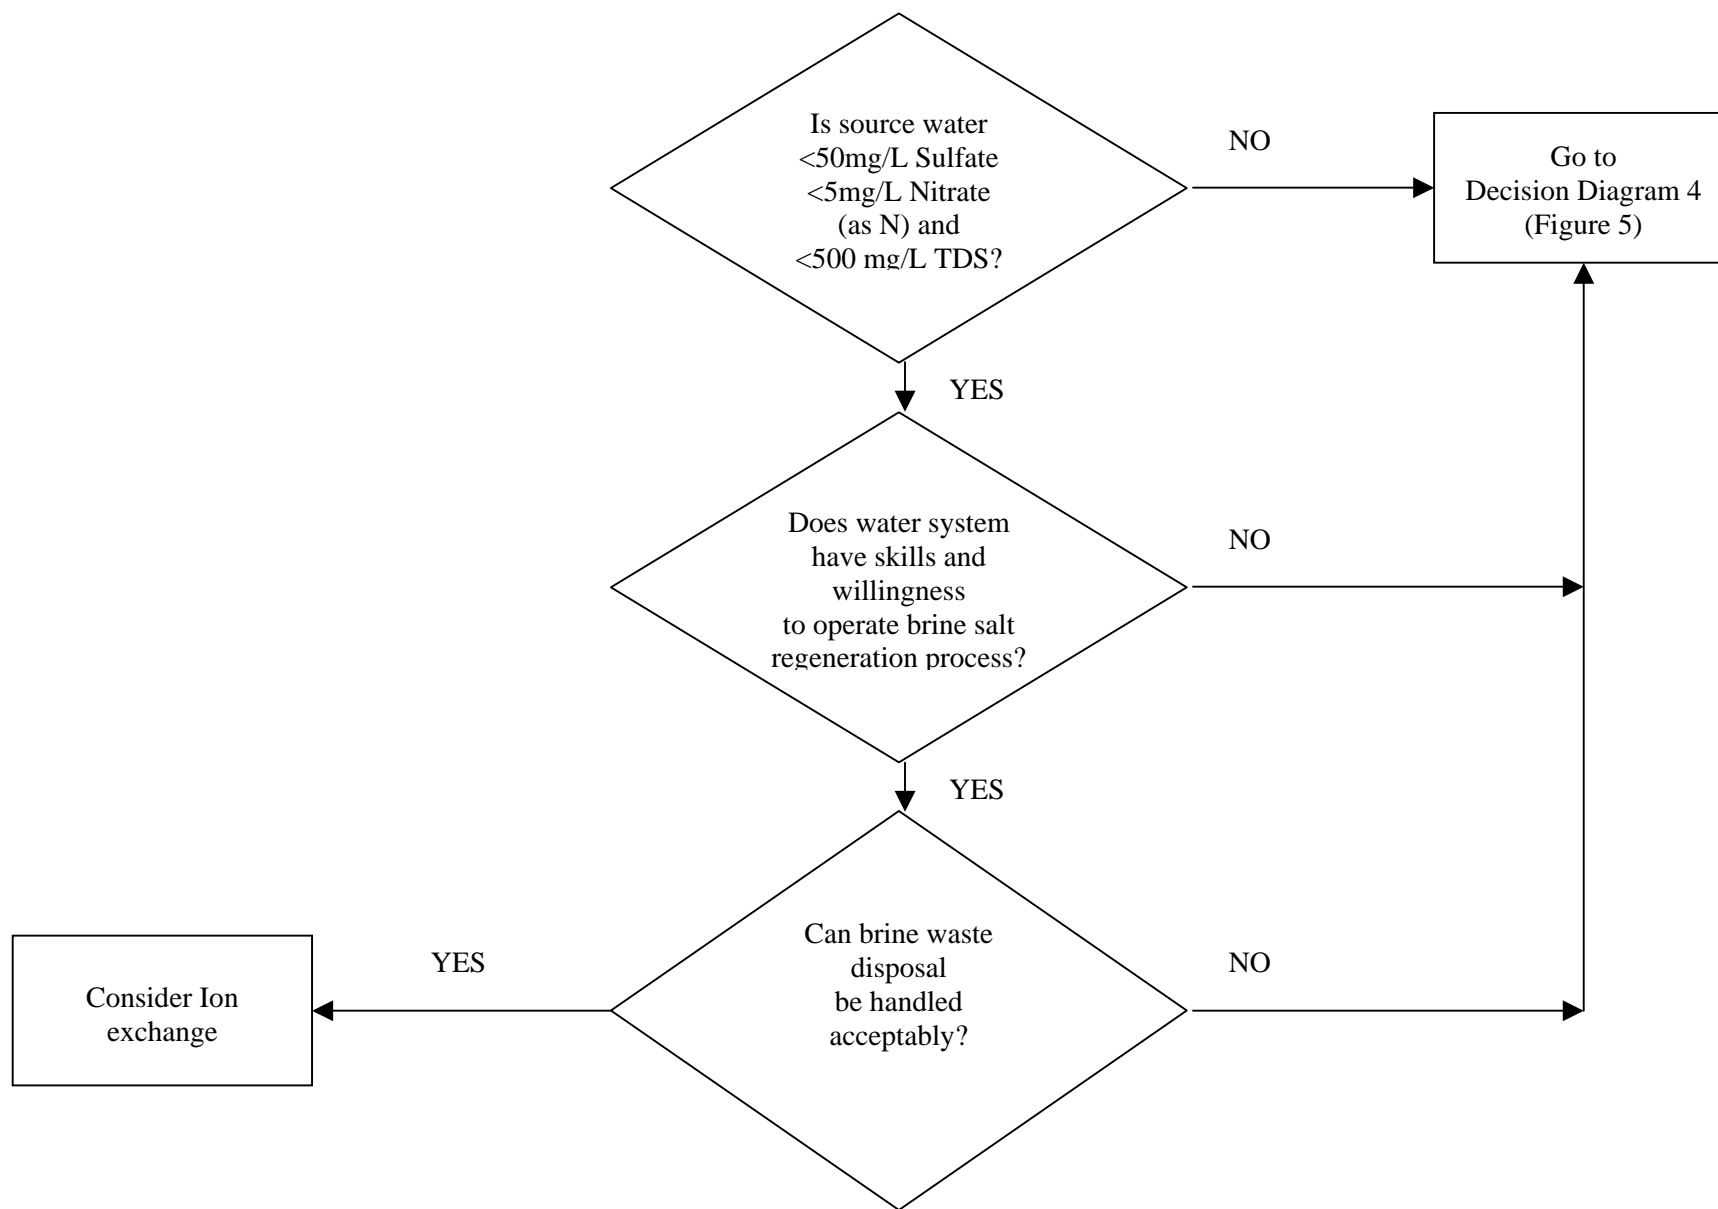 Is source water
<50mg/L Sulfate
<5mg/L Nitrate
(as N) and
<500 mg/L TDS?
NO
Go to
Decision Diagram 4
(Figure 5)
YES
Does water system
have skills and
willingness
to operate brine salt
regeneration process?
NO
YES
Can brine waste
disposal
be handled
acceptably?
YES
NO
Consider Ion
exchange